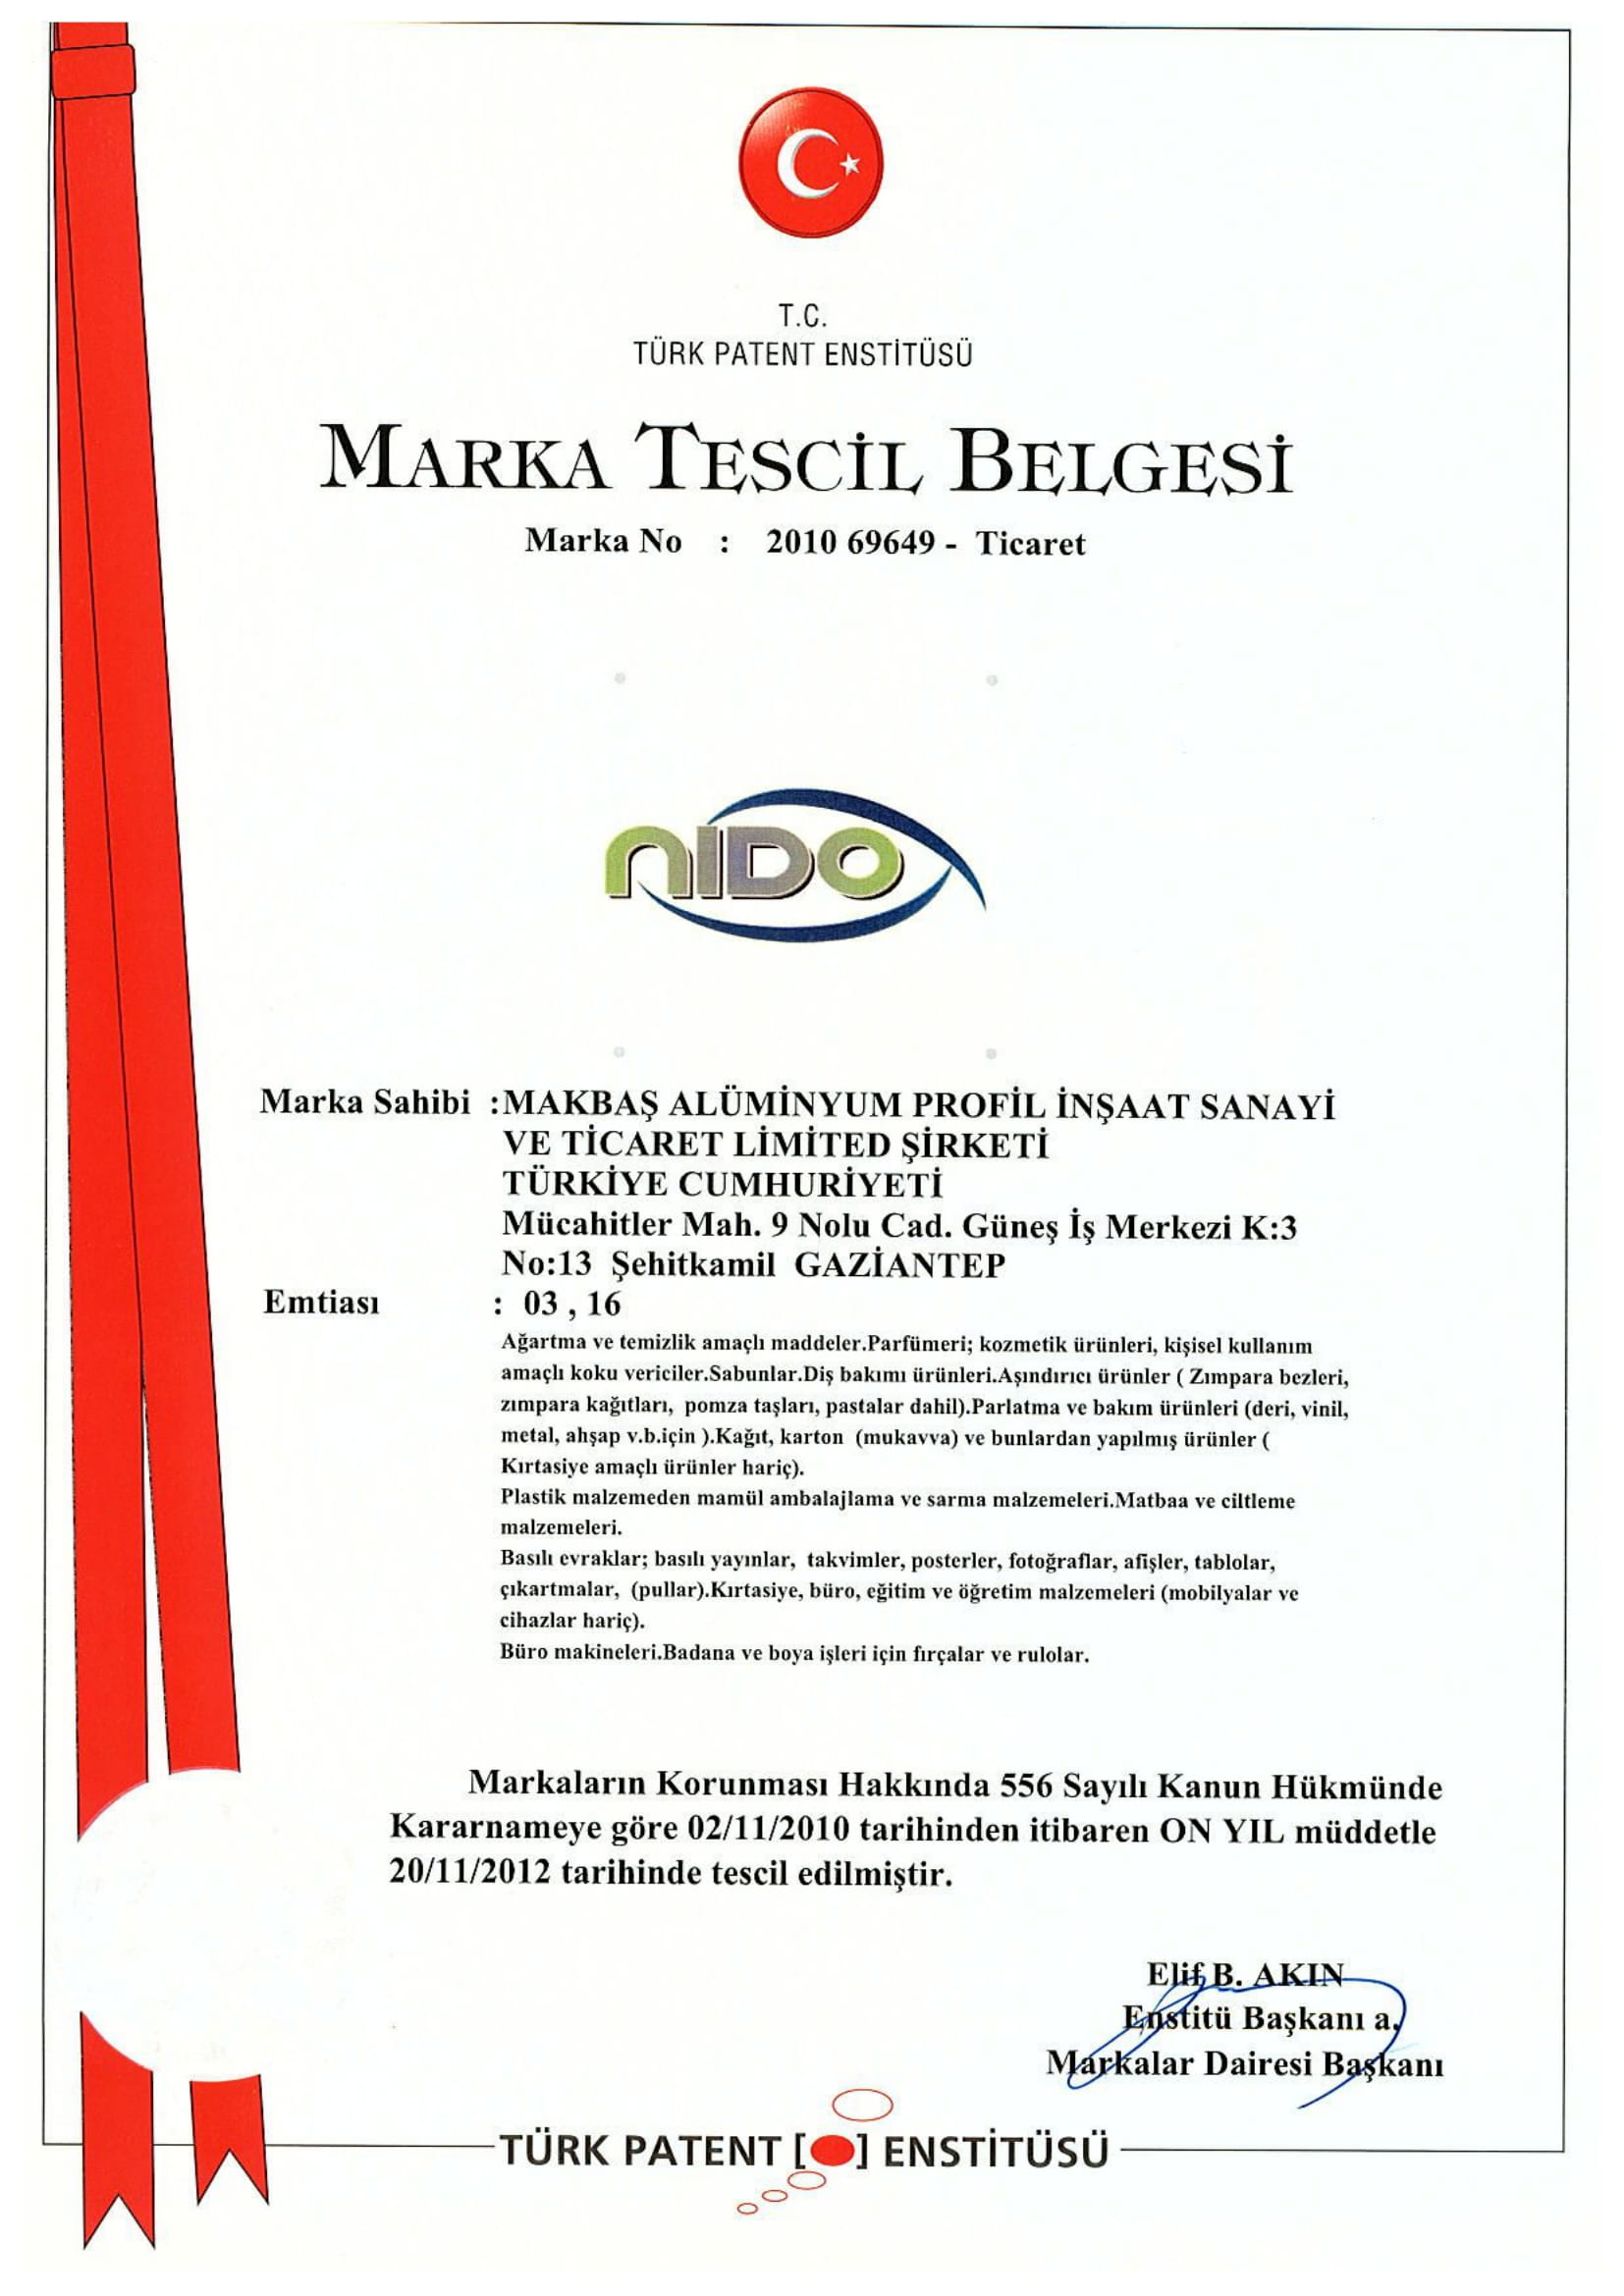 T.C.
TÜRK PATENT ENSTİTÜSÜ
MARKA TESCİL BELGESİ
Marka No : 2010 69649 - Ticaret
NIDO
Marka Sahibi :MAKBAŞ ALÜMİNYUM PROFİL İNŞAAT SANAYİ
VE TİCARET LİMİTED ŞİRKETİ
TÜRKİYE CUMHURİYETİ
Mücahitler Mah. 9 Nolu Cad. Güneş İş Merkezi K:3
No:13 Şehitkamil GAZİANTEP
Emtiası : 03 , 16
Ağartma ve temizlik amaçlı maddeler.Parfümeri; kozmetik ürünleri, kişisel kullanım
amaçlı koku vericiler.Sabunlar.Diş bakımı ürünleri.Aşındırıcı ürünler ( Zımpara bezleri,
zımpara kağıtları, pomza taşları, pastalar dahil).Parlatma ve bakım ürünleri (deri, vinil,
metal, ahşap v.b.için ).Kağıt, karton (mukavva) ve bunlardan yapılmış ürünler (
Kırtasiye amaçlı ürünler hariç).
Plastik malzemeden mamül ambalajlama ve sarma malzemeleri.Matbaa ve ciltleme
malzemeleri.
Basılı evraklar; basılı yayınlar, takvimler, posterler, fotoğraflar, afişler, tablolar,
çıkartmalar, (pullar).Kırtasiye, büro, eğitim ve öğretim malzemeleri (mobilyalar ve
cihazlar hariç).
Büro makineleri.Badana ve boya işleri için fırçalar ve rulolar.
Markaların Korunması Hakkında 556 Sayılı Kanun Hükmünde
Kararnameye göre 02/11/2010 tarihinden itibaren ON YIL müddetle
20/11/2012 tarihinde tescil edilmiştir.
Elif B. AKIN
Enstitü Başkanı a.
Markalar Dairesi Başkanı
TÜRK PATENT [ ] ENSTİTÜSÜ